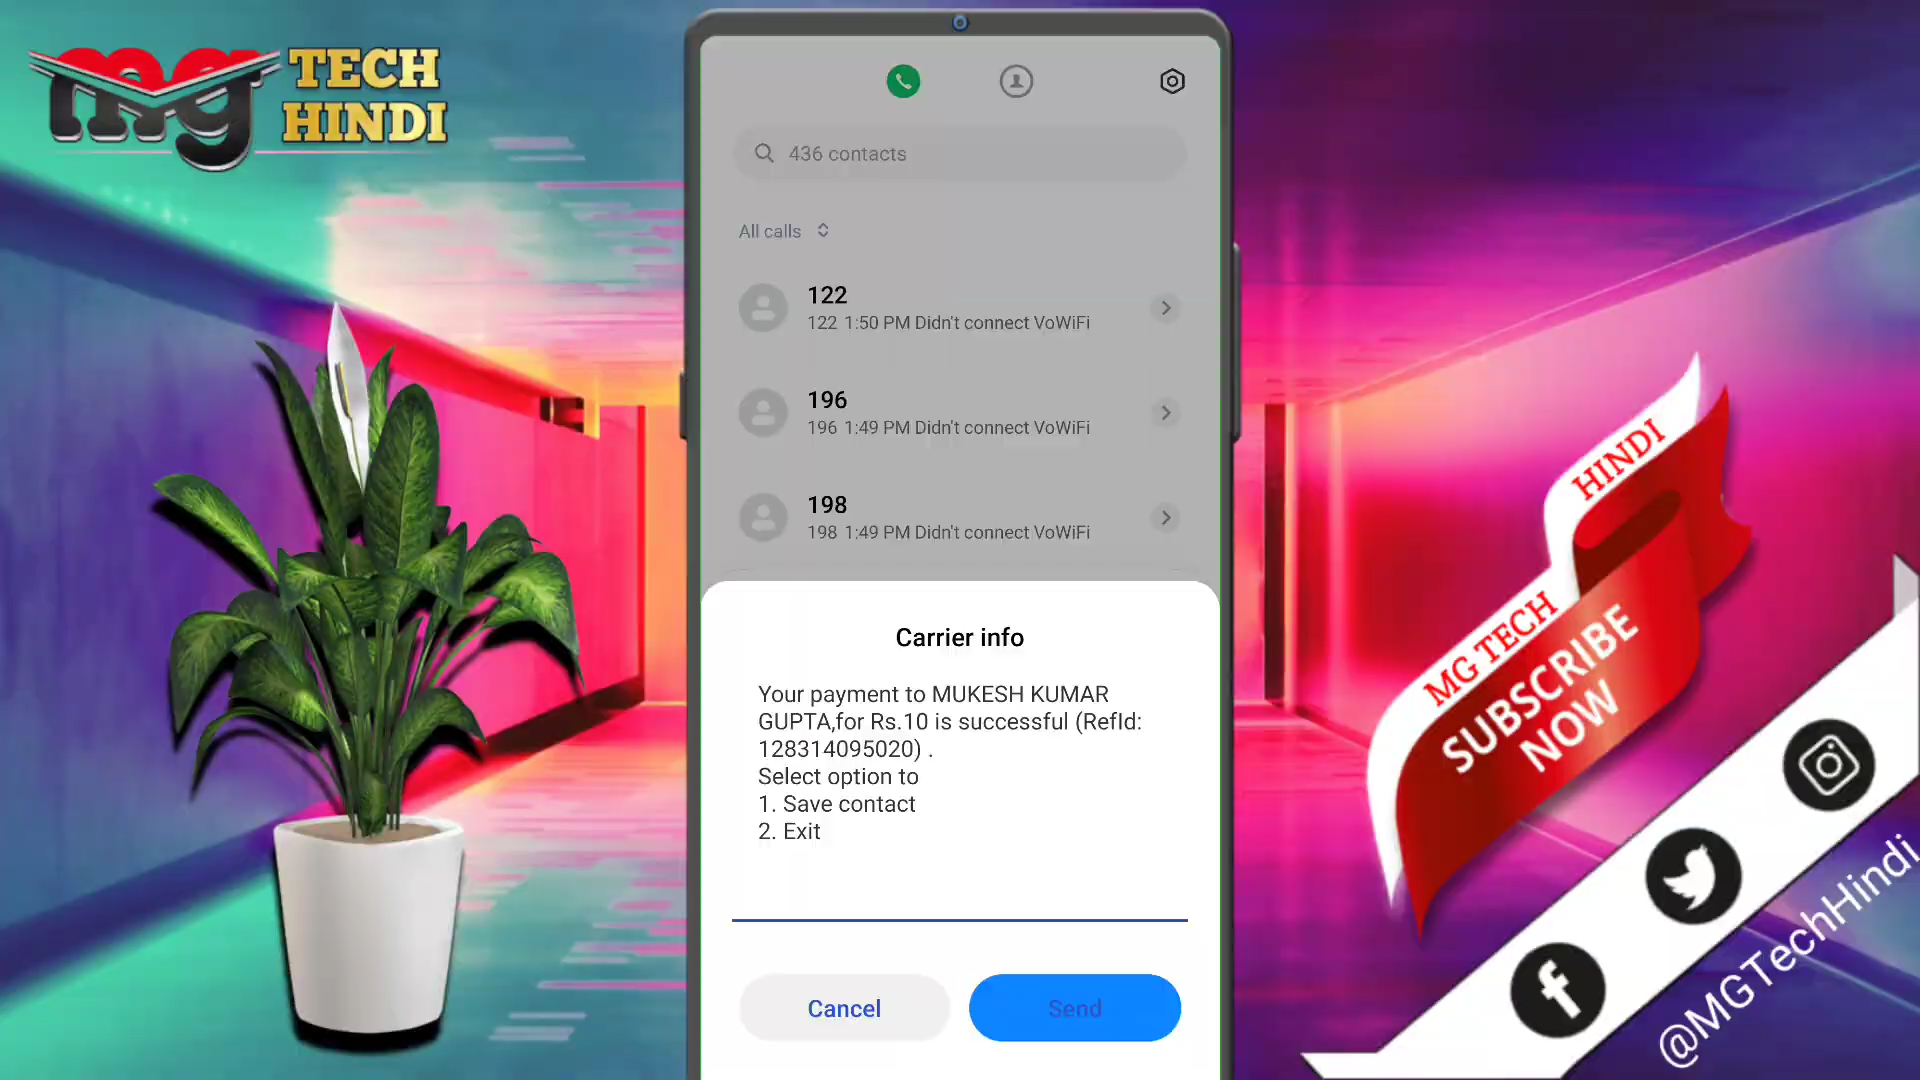 mg TECH
HINDI
436 contacts
All calls
122
122 1:50 PM Didn't connect VoWiFi
196
196 1:49 PM Didn't connect VoWiFi
198
198 1:49 PM Didn't connect VoWiFi
Carrier info
Your payment to MUKESH KUMAR
GUPTA,for Rs.10 is successful (RefId:
128314095020) .
Select option to
1. Save contact
2. Exit
Cancel
Send
HINDI
MG TECH
SUBSCRIBE
NOW
@MGTechHindi